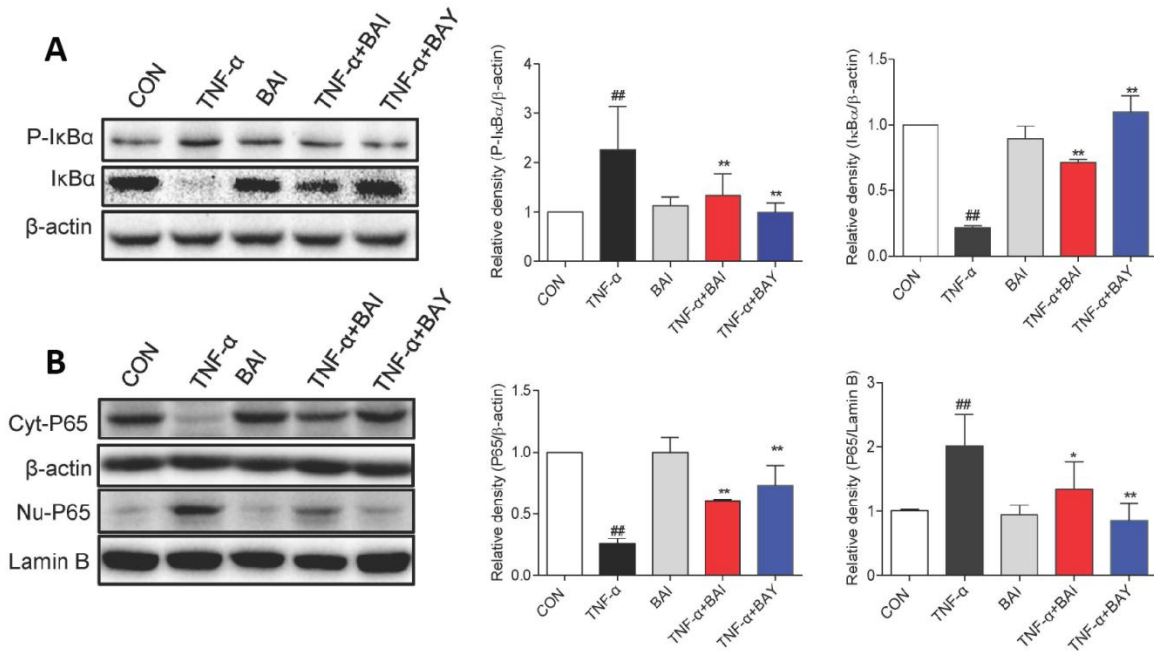 A
CON
TNF-α
BAI
TNF-α+BAI
TNF-α+BAY
P-IκBα
IκBα
β-actin
Relative density (P-IκBα/β-actin)
4
3
2
1
0
##
**
**
CON
TNF-α
BAI
TNF-α+BAI
TNF-α+BAY
Relative density (IκBα/β-actin)
1.5
1.0
0.5
0.0
##
**
**
CON
TNF-α
BAI
TNF-α+BAI
TNF-α+BAY
B
CON
TNF-α
BAI
TNF-α+BAI
TNF-α+BAY
Cyt-P65
β-actin
Nu-P65
Lamin B
Relative density (P65/β-actin)
1.5
1.0
0.5
0.0
##
**
**
CON
TNF-α
BAI
TNF-α+BAI
TNF-α+BAY
Relative density (P65/Lamin B)
3
2
1
0
##
*
**
CON
TNF-α
BAI
TNF-α+BAI
TNF-α+BAY